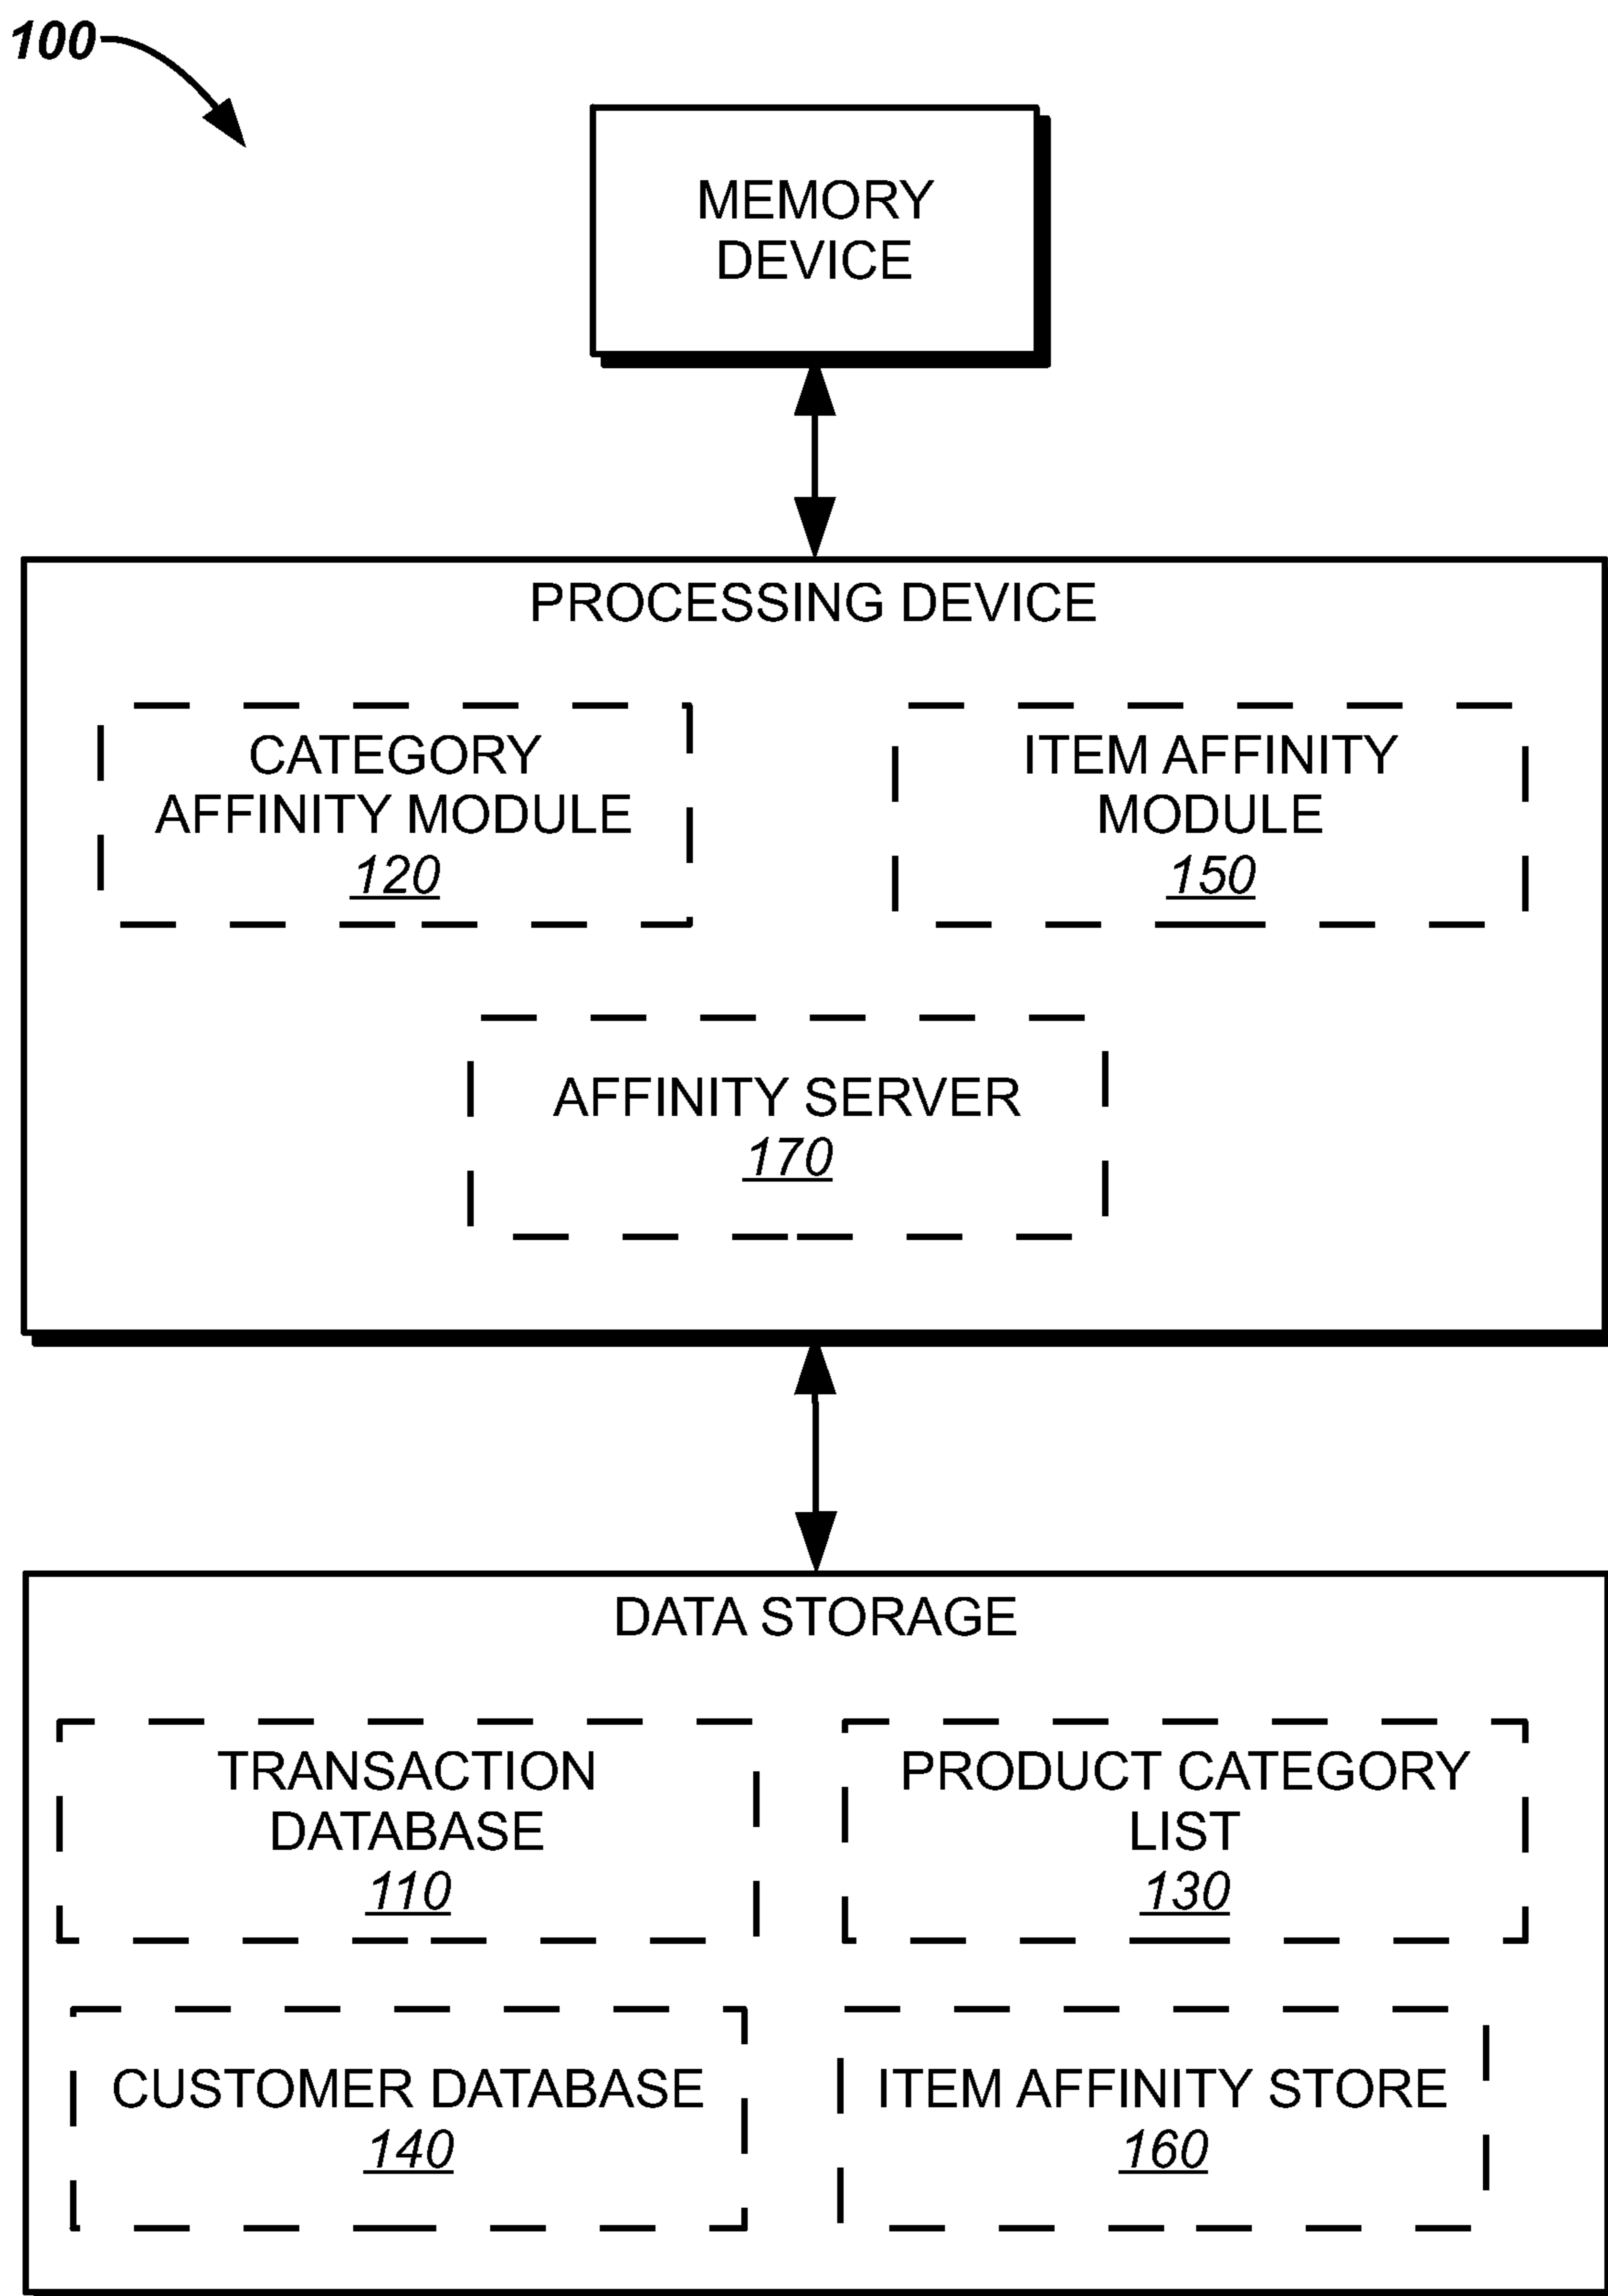 100
MEMORY
DEVICE
PROCESSING DEVICE
CATEGORY
AFFINITY MODULE
120
ITEM AFFINITY
MODULE
150
AFFINITY SERVER
170
DATA STORAGE
TRANSACTION
DATABASE
110
PRODUCT CATEGORY
LIST
130
CUSTOMER DATABASE
140
ITEM AFFINITY STORE
160